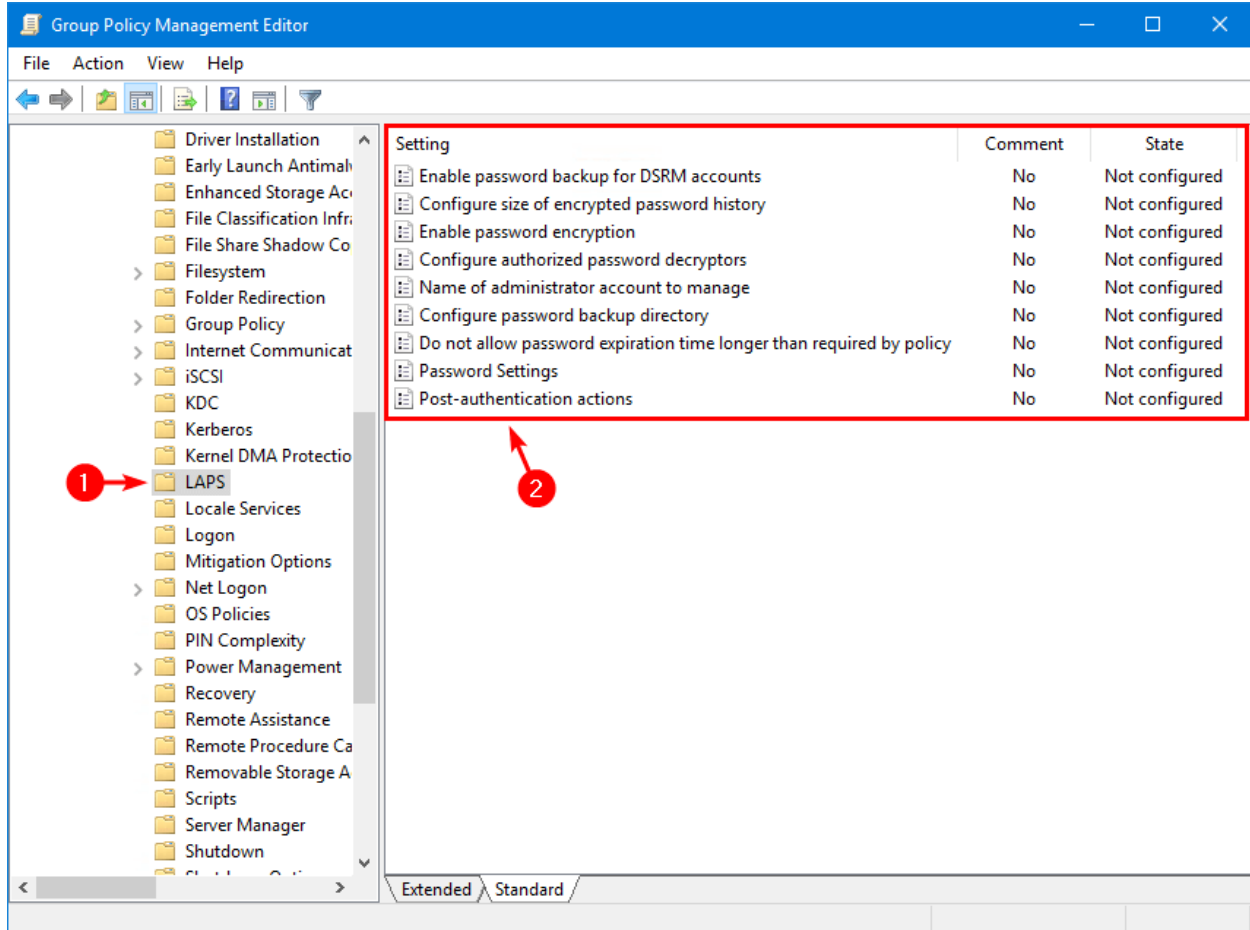 Group Policy Management Editor
File Action View Help
Driver Installation
Early Launch Antimalw
Enhanced Storage Acc
File Classification Infra
File Share Shadow Co
Filesystem
Folder Redirection
Group Policy
Internet Communicat
iSCSI
KDC
Kerberos
Kernel DMA Protectio
1
LAPS
Locale Services
Logon
Mitigation Options
Net Logon
OS Policies
PIN Complexity
Power Management
Recovery
Remote Assistance
Remote Procedure Ca
Removable Storage A
Scripts
Server Manager
Shutdown
Setting Comment State
Enable password backup for DSRM accounts No Not configured
Configure size of encrypted password history No Not configured
Enable password encryption No Not configured
Configure authorized password decryptors No Not configured
Name of administrator account to manage No Not configured
Configure password backup directory No Not configured
Do not allow password expiration time longer than required by policy No Not configured
Password Settings No Not configured
Post-authentication actions No Not configured
2
Extended Standard